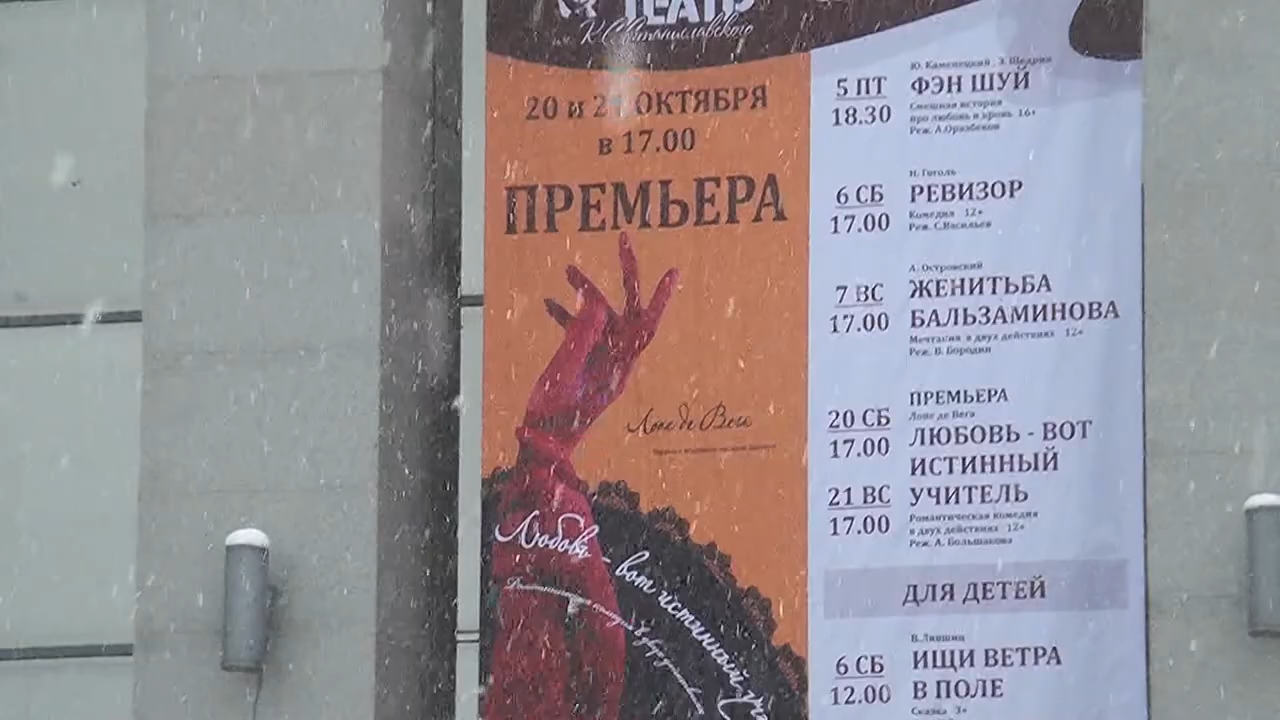 ТЕАТР
К. Станиславского
20 и 21 ОКТЯБРЯ
в 17.00
ПРЕМЬЕРА
Лопе де Вега
Любовь - вот истинный
5 ПТ
18.30
Ю. Каменецкий, Э. Щедрин
ФЭН ШУЙ
Смешная история
про любовь и кровь 16+
Реж. А.Оразбеков
6 СБ
17.00
Н. Гоголь
РЕВИЗОР
Комедия 12+
Реж. С.Васильев
7 ВС
17.00
А. Островский
ЖЕНИТЬБА
БАЛЬЗАМИНОВА
Мечтания в двух действиях 12+
Реж. В. Бородин
20 СБ
17.00
21 ВС
17.00
ПРЕМЬЕРА
Лопе де Вега
ЛЮБОВЬ - ВОТ
ИСТИННЫЙ
УЧИТЕЛЬ
Романтическая комедия
в двух действиях 12+
Реж. А. Большакова
ДЛЯ ДЕТЕЙ
6 СБ
12.00
В. Лившиц
ИЩИ ВЕТРА
В ПОЛЕ
Сказка 3+